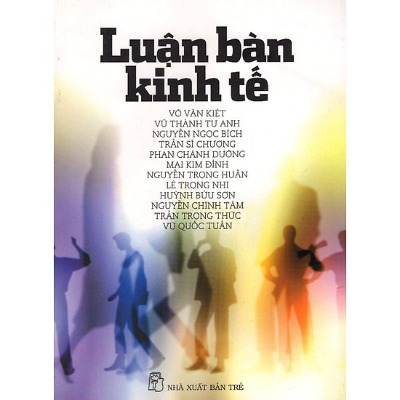 Luận bàn
kinh tế
VÕ VĂN KIỆT
VŨ THÀNH TỰ ANH
NGUYỄN NGỌC BÍCH
TRẦN SĨ CHƯƠNG
PHAN CHÁNH DƯỠNG
MAI KIM ĐỈNH
NGUYỄN TRỌNG HUÂN
LÊ TRỌNG NHI
HUỲNH BỬU SƠN
NGUYỄN CHÍNH TÂM
TRẦN TRỌNG THỨC
VŨ QUỐC TUẤN
NHÀ XUẤT BẢN TRẺ